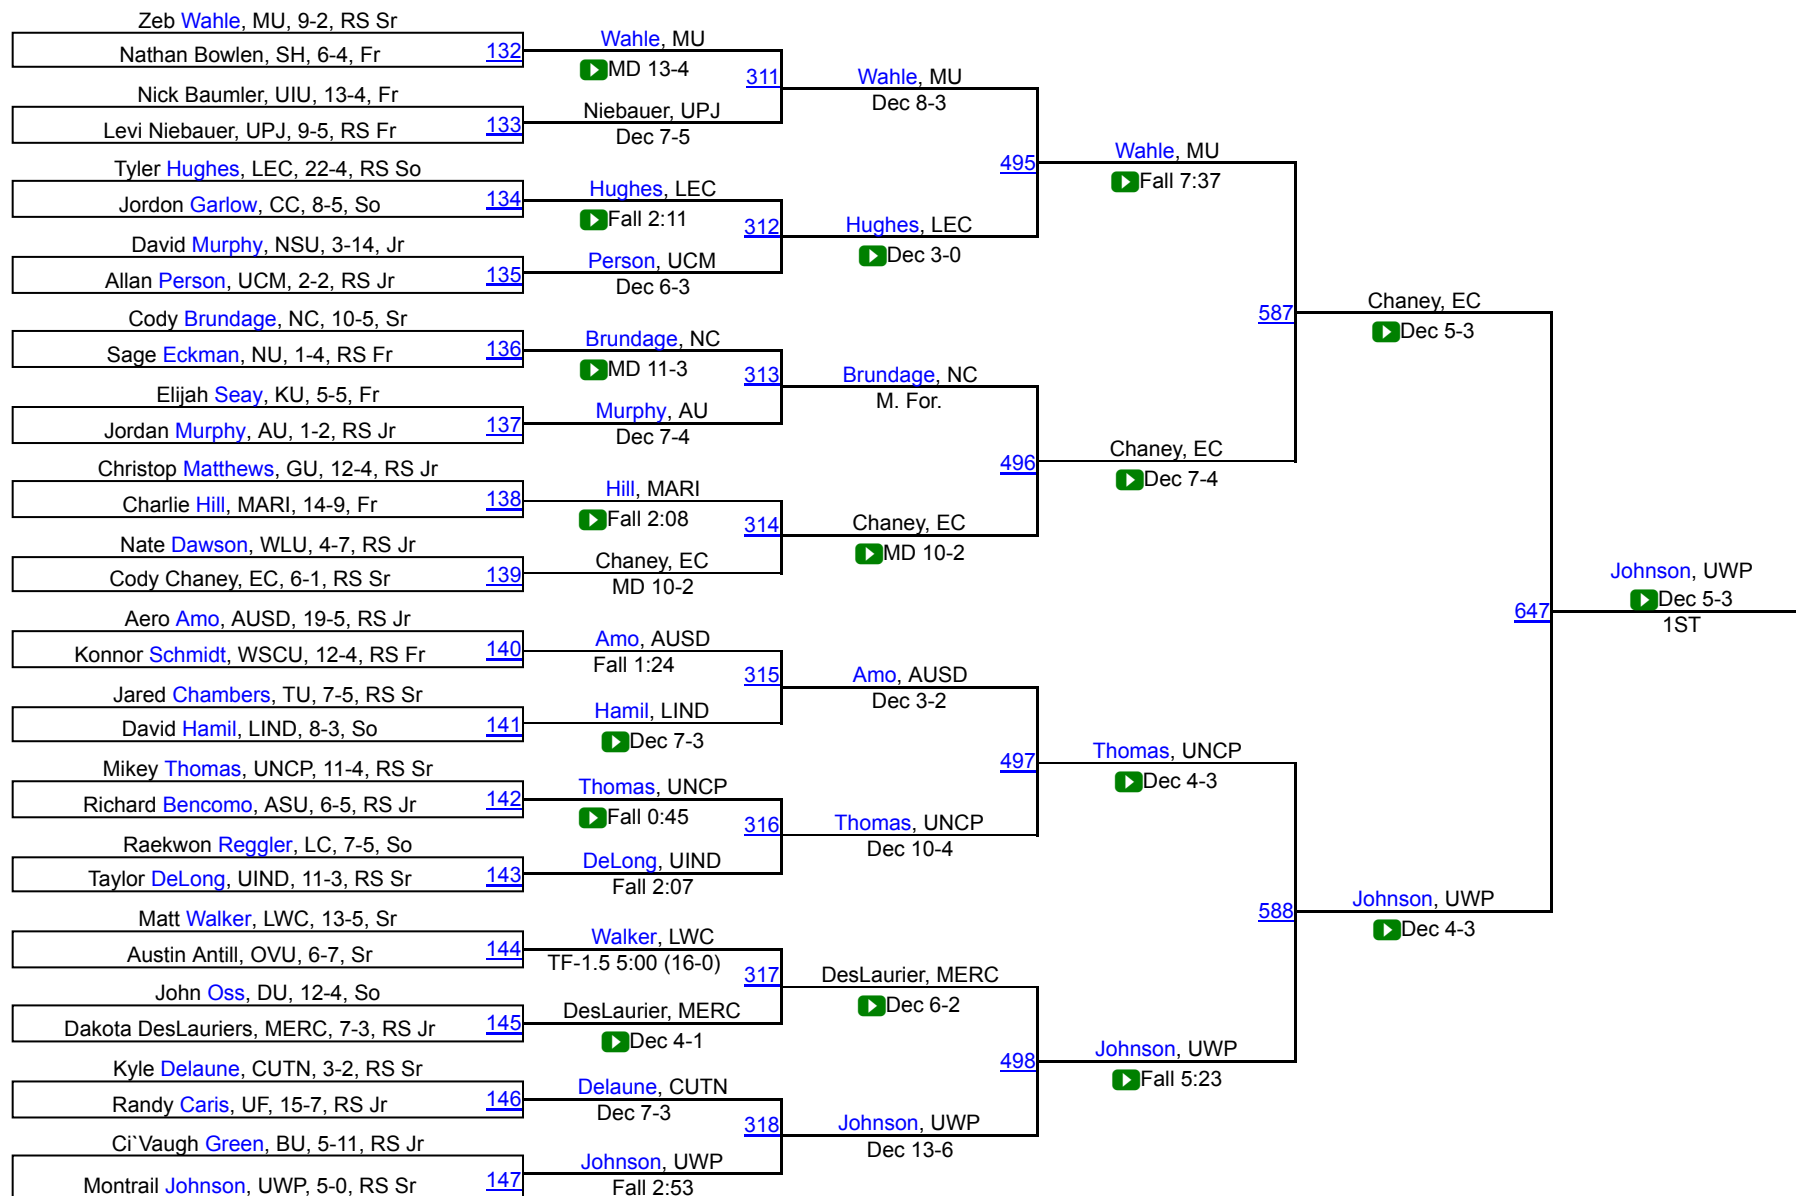 Zeb Wahle, MU, 9-2, RS Sr
Nathan Bowlen, SH, 6-4, Fr
132
Nick Baumler, UIU, 13-4, Fr
Levi Niebauer, UPJ, 9-5, RS Fr
133
Tyler Hughes, LEC, 22-4, RS So
Jordon Garlow, CC, 8-5, So
134
David Murphy, NSU, 3-14, Jr
Allan Person, UCM, 2-2, RS Jr
135
Cody Brundage, NC, 10-5, Sr
Sage Eckman, NU, 1-4, RS Fr
136
Elijah Seay, KU, 5-5, Fr
Jordan Murphy, AU, 1-2, RS Jr
137
Christop Matthews, GU, 12-4, RS Jr
Charlie Hill, MARI, 14-9, Fr
138
Nate Dawson, WLU, 4-7, RS Jr
Cody Chaney, EC, 6-1, RS Sr
139
Aero Amo, AUSD, 19-5, RS Jr
Konnor Schmidt, WSCU, 12-4, RS Fr
140
Jared Chambers, TU, 7-5, RS Sr
David Hamil, LIND, 8-3, So
141
Mikey Thomas, UNCP, 11-4, RS Sr
Richard Bencomo, ASU, 6-5, RS Jr
142
Raekwon Reggler, LC, 7-5, So
Taylor DeLong, UIND, 11-3, RS Sr
143
Matt Walker, LWC, 13-5, Sr
Austin Antill, OVU, 6-7, Sr
144
John Oss, DU, 12-4, So
Dakota DesLauriers, MERC, 7-3, RS Jr
145
Kyle Delaune, CUTN, 3-2, RS Sr
Randy Caris, UF, 15-7, RS Jr
146
Ci`Vaugh Green, BU, 5-11, RS Jr
Montrail Johnson, UWP, 5-0, RS Sr
147
Wahle, MU
MD 13-4
311
Niebauer, UPJ
Dec 7-5
Hughes, LEC
Fall 2:11
312
Person, UCM
Dec 6-3
Brundage, NC
MD 11-3
313
Murphy, AU
Dec 7-4
Hill, MARI
Fall 2:08
314
Chaney, EC
MD 10-2
Amo, AUSD
Fall 1:24
315
Hamil, LIND
Dec 7-3
Thomas, UNCP
Fall 0:45
316
DeLong, UIND
Fall 2:07
Walker, LWC
TF-1.5 5:00 (16-0)
317
DesLaurier, MERC
Dec 4-1
Delaune, CUTN
Dec 7-3
318
Johnson, UWP
Fall 2:53
Wahle, MU
Dec 8-3
495
Hughes, LEC
Dec 3-0
Brundage, NC
M. For.
496
Chaney, EC
MD 10-2
Amo, AUSD
Dec 3-2
497
Thomas, UNCP
Dec 10-4
DesLaurier, MERC
Dec 6-2
498
Johnson, UWP
Dec 13-6
Wahle, MU
Fall 7:37
587
Chaney, EC
Dec 7-4
Thomas, UNCP
Dec 4-3
588
Johnson, UWP
Fall 5:23
Chaney, EC
Dec 5-3
647
Johnson, UWP
Dec 4-3
Johnson, UWP
Dec 5-3
1ST